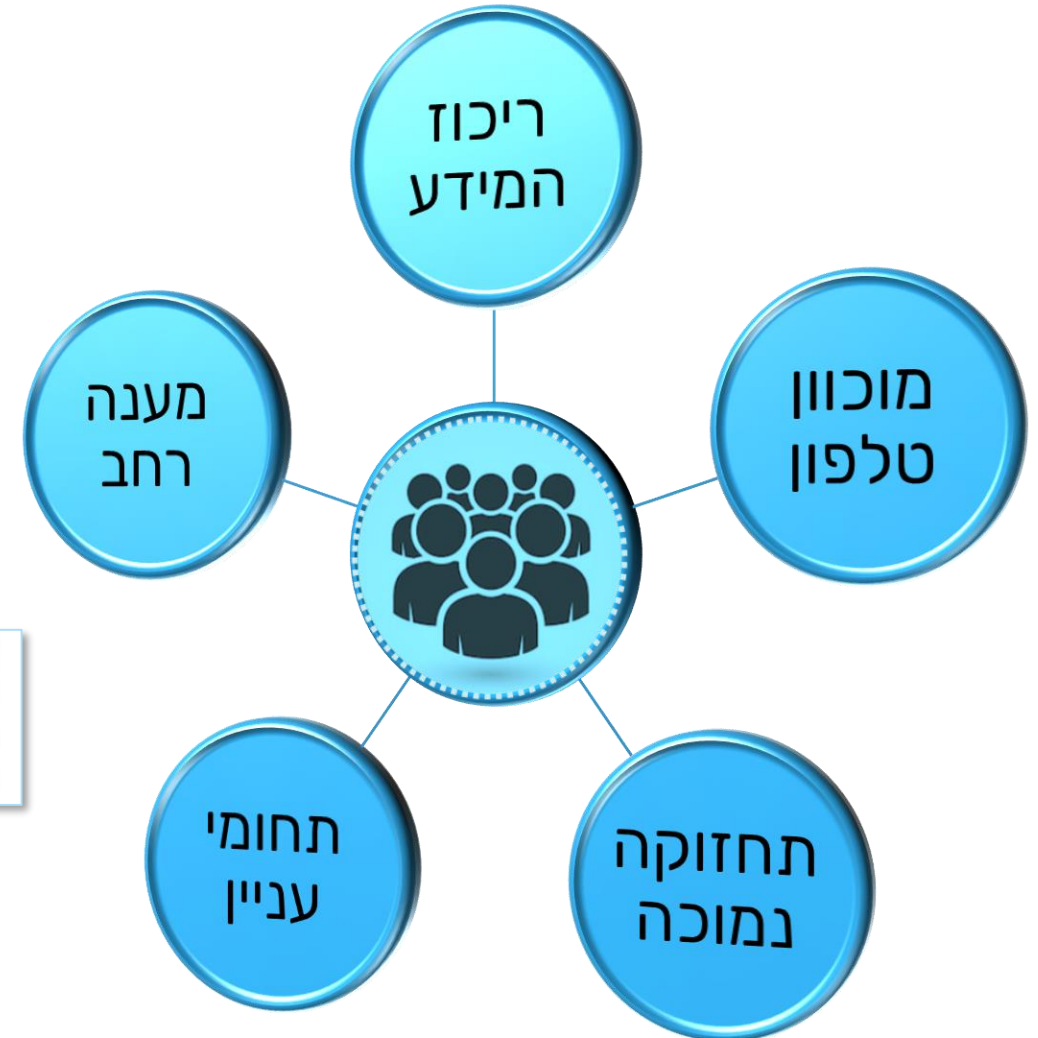 ריכוז
המידע
מוכוון
טלפון
תחזוקה
נמוכה
תחומי
עניין
מענה
רחב